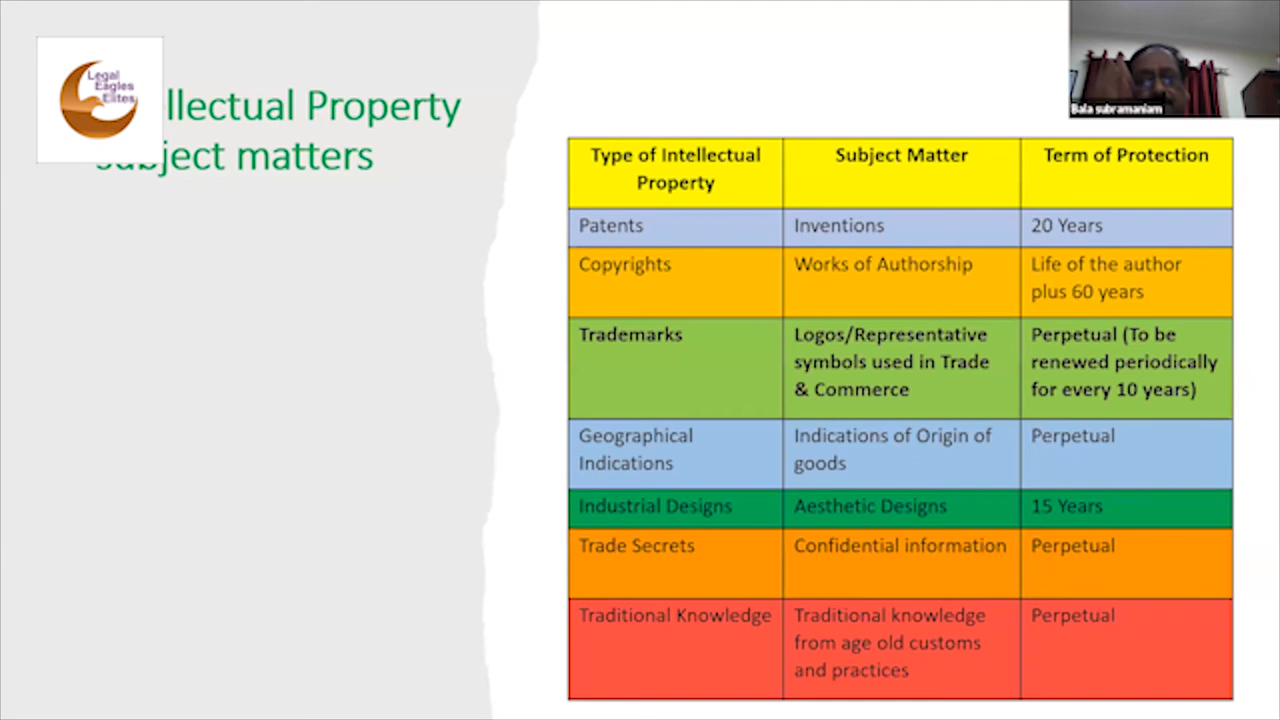 Legal
Eagles
Elites
llectual Property
subject matters
Bala subramaniam
Type of Intellectual Property	Subject Matter	Term of Protection
Patents	Inventions	20 Years
Copyrights	Works of Authorship	Life of the author
plus 60 years
Trademarks	Logos/Representative	Perpetual (To be
symbols used in Trade	renewed periodically
& Commerce	for every 10 years)
Geographical	Indications of Origin of	Perpetual
Indications	goods
Industrial Designs	Aesthetic Designs	15 Years
Trade Secrets	Confidential information	Perpetual
Traditional Knowledge	Traditional knowledge	Perpetual
from age old customs
and practices